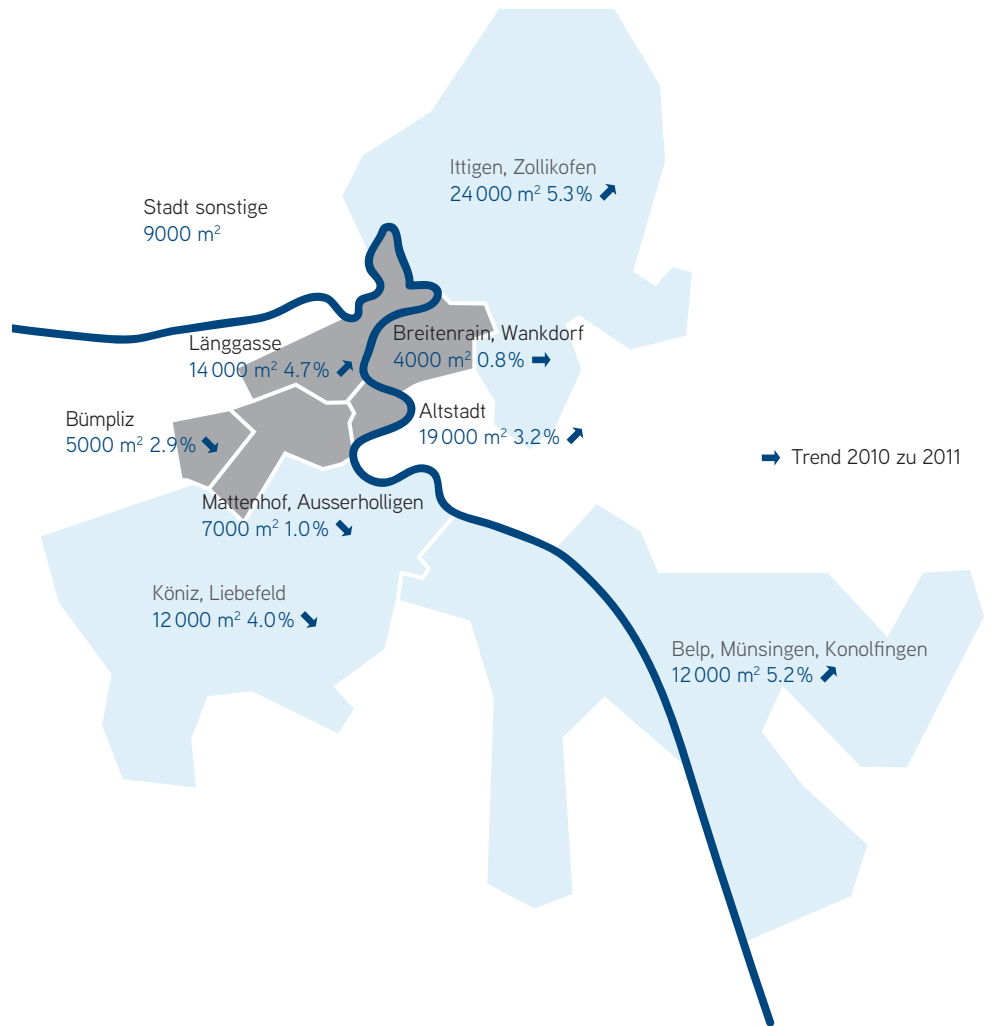 Ittigen, Zollikofen
24 000 m² 5.3 %
Stadt sonstige
9000 m²
Länggasse
14 000 m² 4.7 %
Breitenrain, Wankdorf
4000 m² 0.8 %
Bümpliz
5000 m² 2.9 %
Altstadt
19 000 m² 3.2 %
Trend 2010 zu 2011
Mattenhof, Ausserholligen
7000 m² 1.0 %
Köniz, Liebefeld
12 000 m² 4.0 %
Belp, Münsingen, Konolfingen
12 000 m² 5.2 %